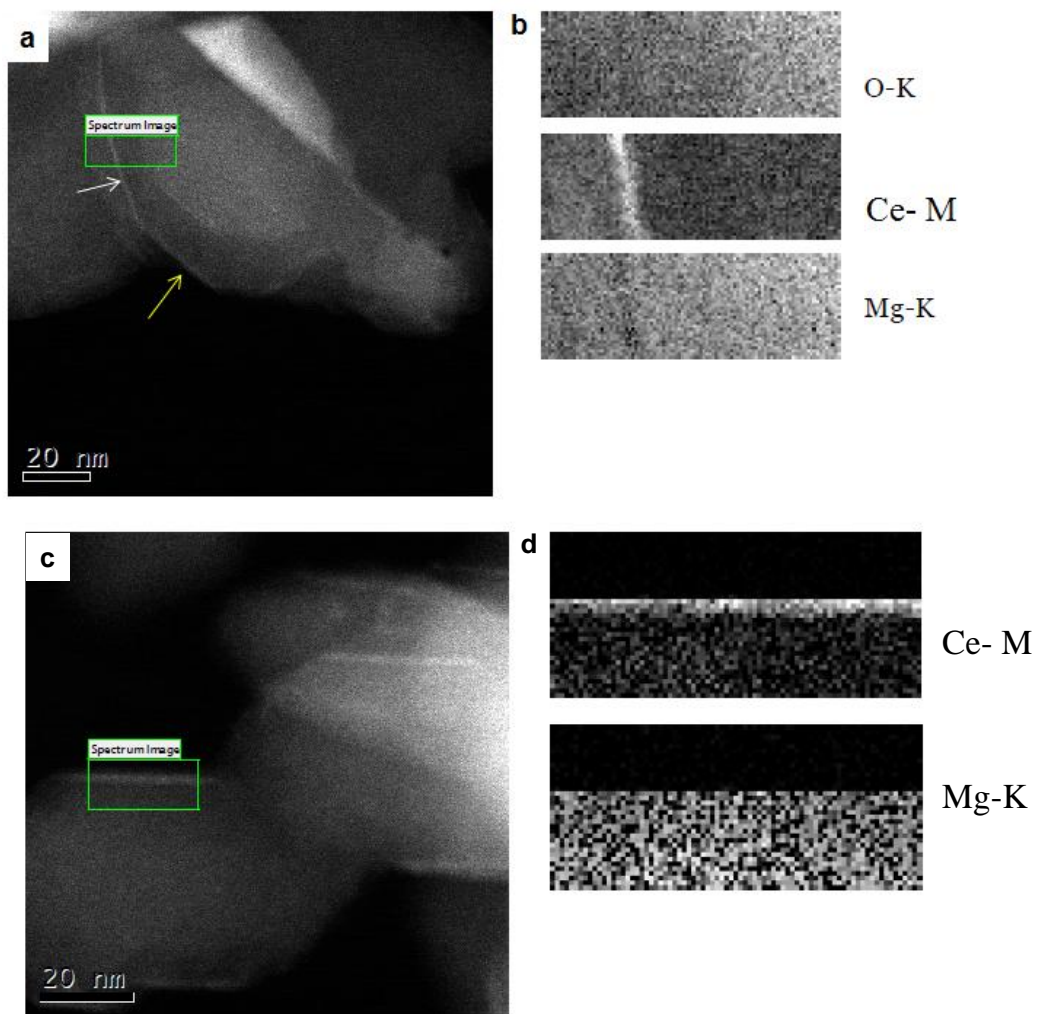 a
Spectrum Image
20 nm
b
O-K
Ce- M
Mg-K
c
Spectrum Image
20 nm
d
Ce- M
Mg-K